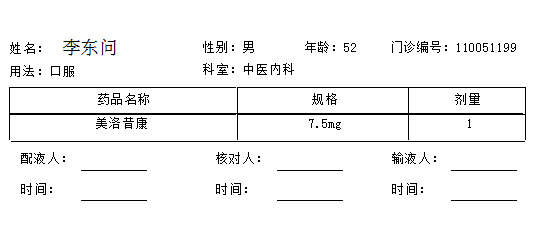 姓名： 李东问 性别：男 年龄：52 门诊编号：110051199
用法：口服 科室：中医内科
药品名称 规格 剂量
美洛昔康 7.5mg 1
配液人： 核对人： 输液人：
时间： 时间： 时间：